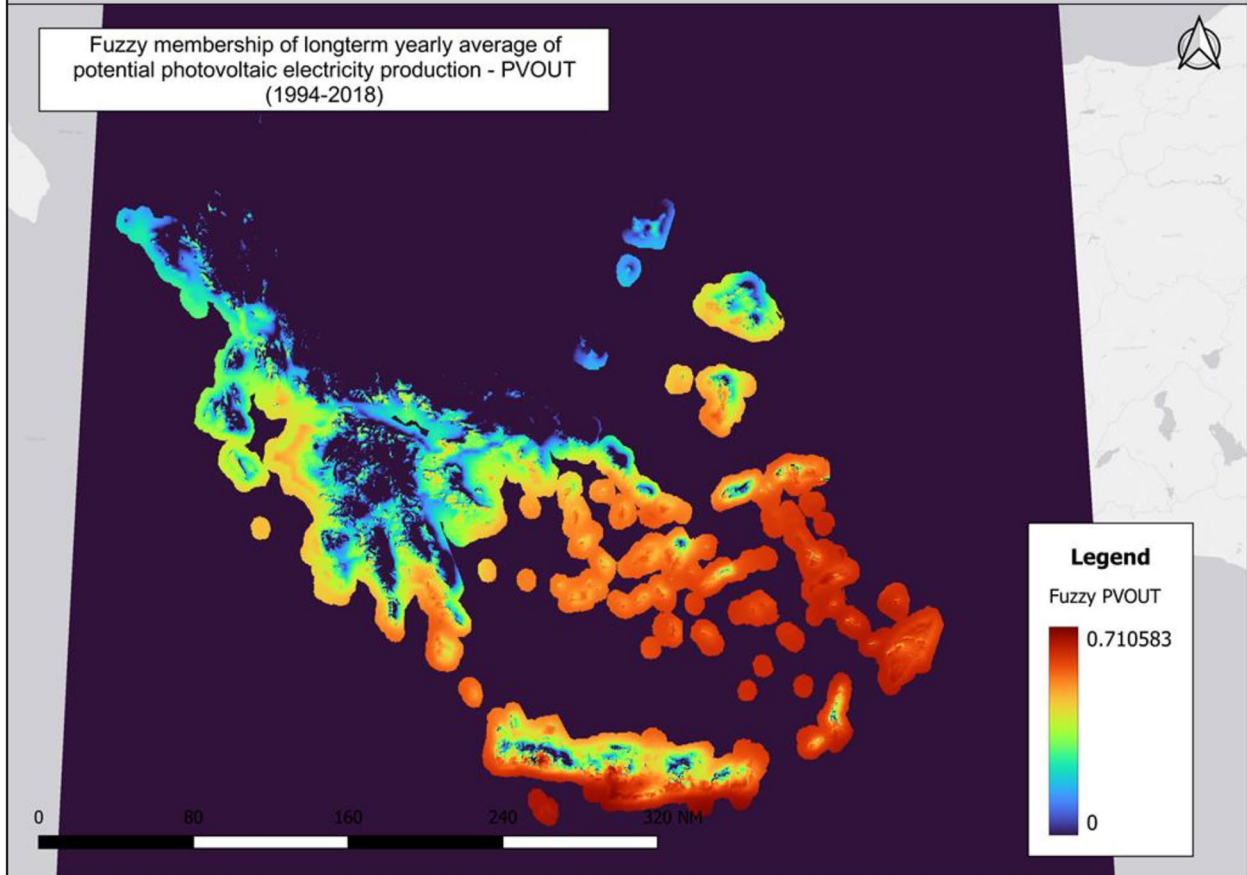 Fuzzy membership of longterm yearly average of
potential photovoltaic electricity production - PVOUT
(1994-2018)
Legend
Fuzzy PVOUT
0.710583
0
0 80 160 240 320 NM